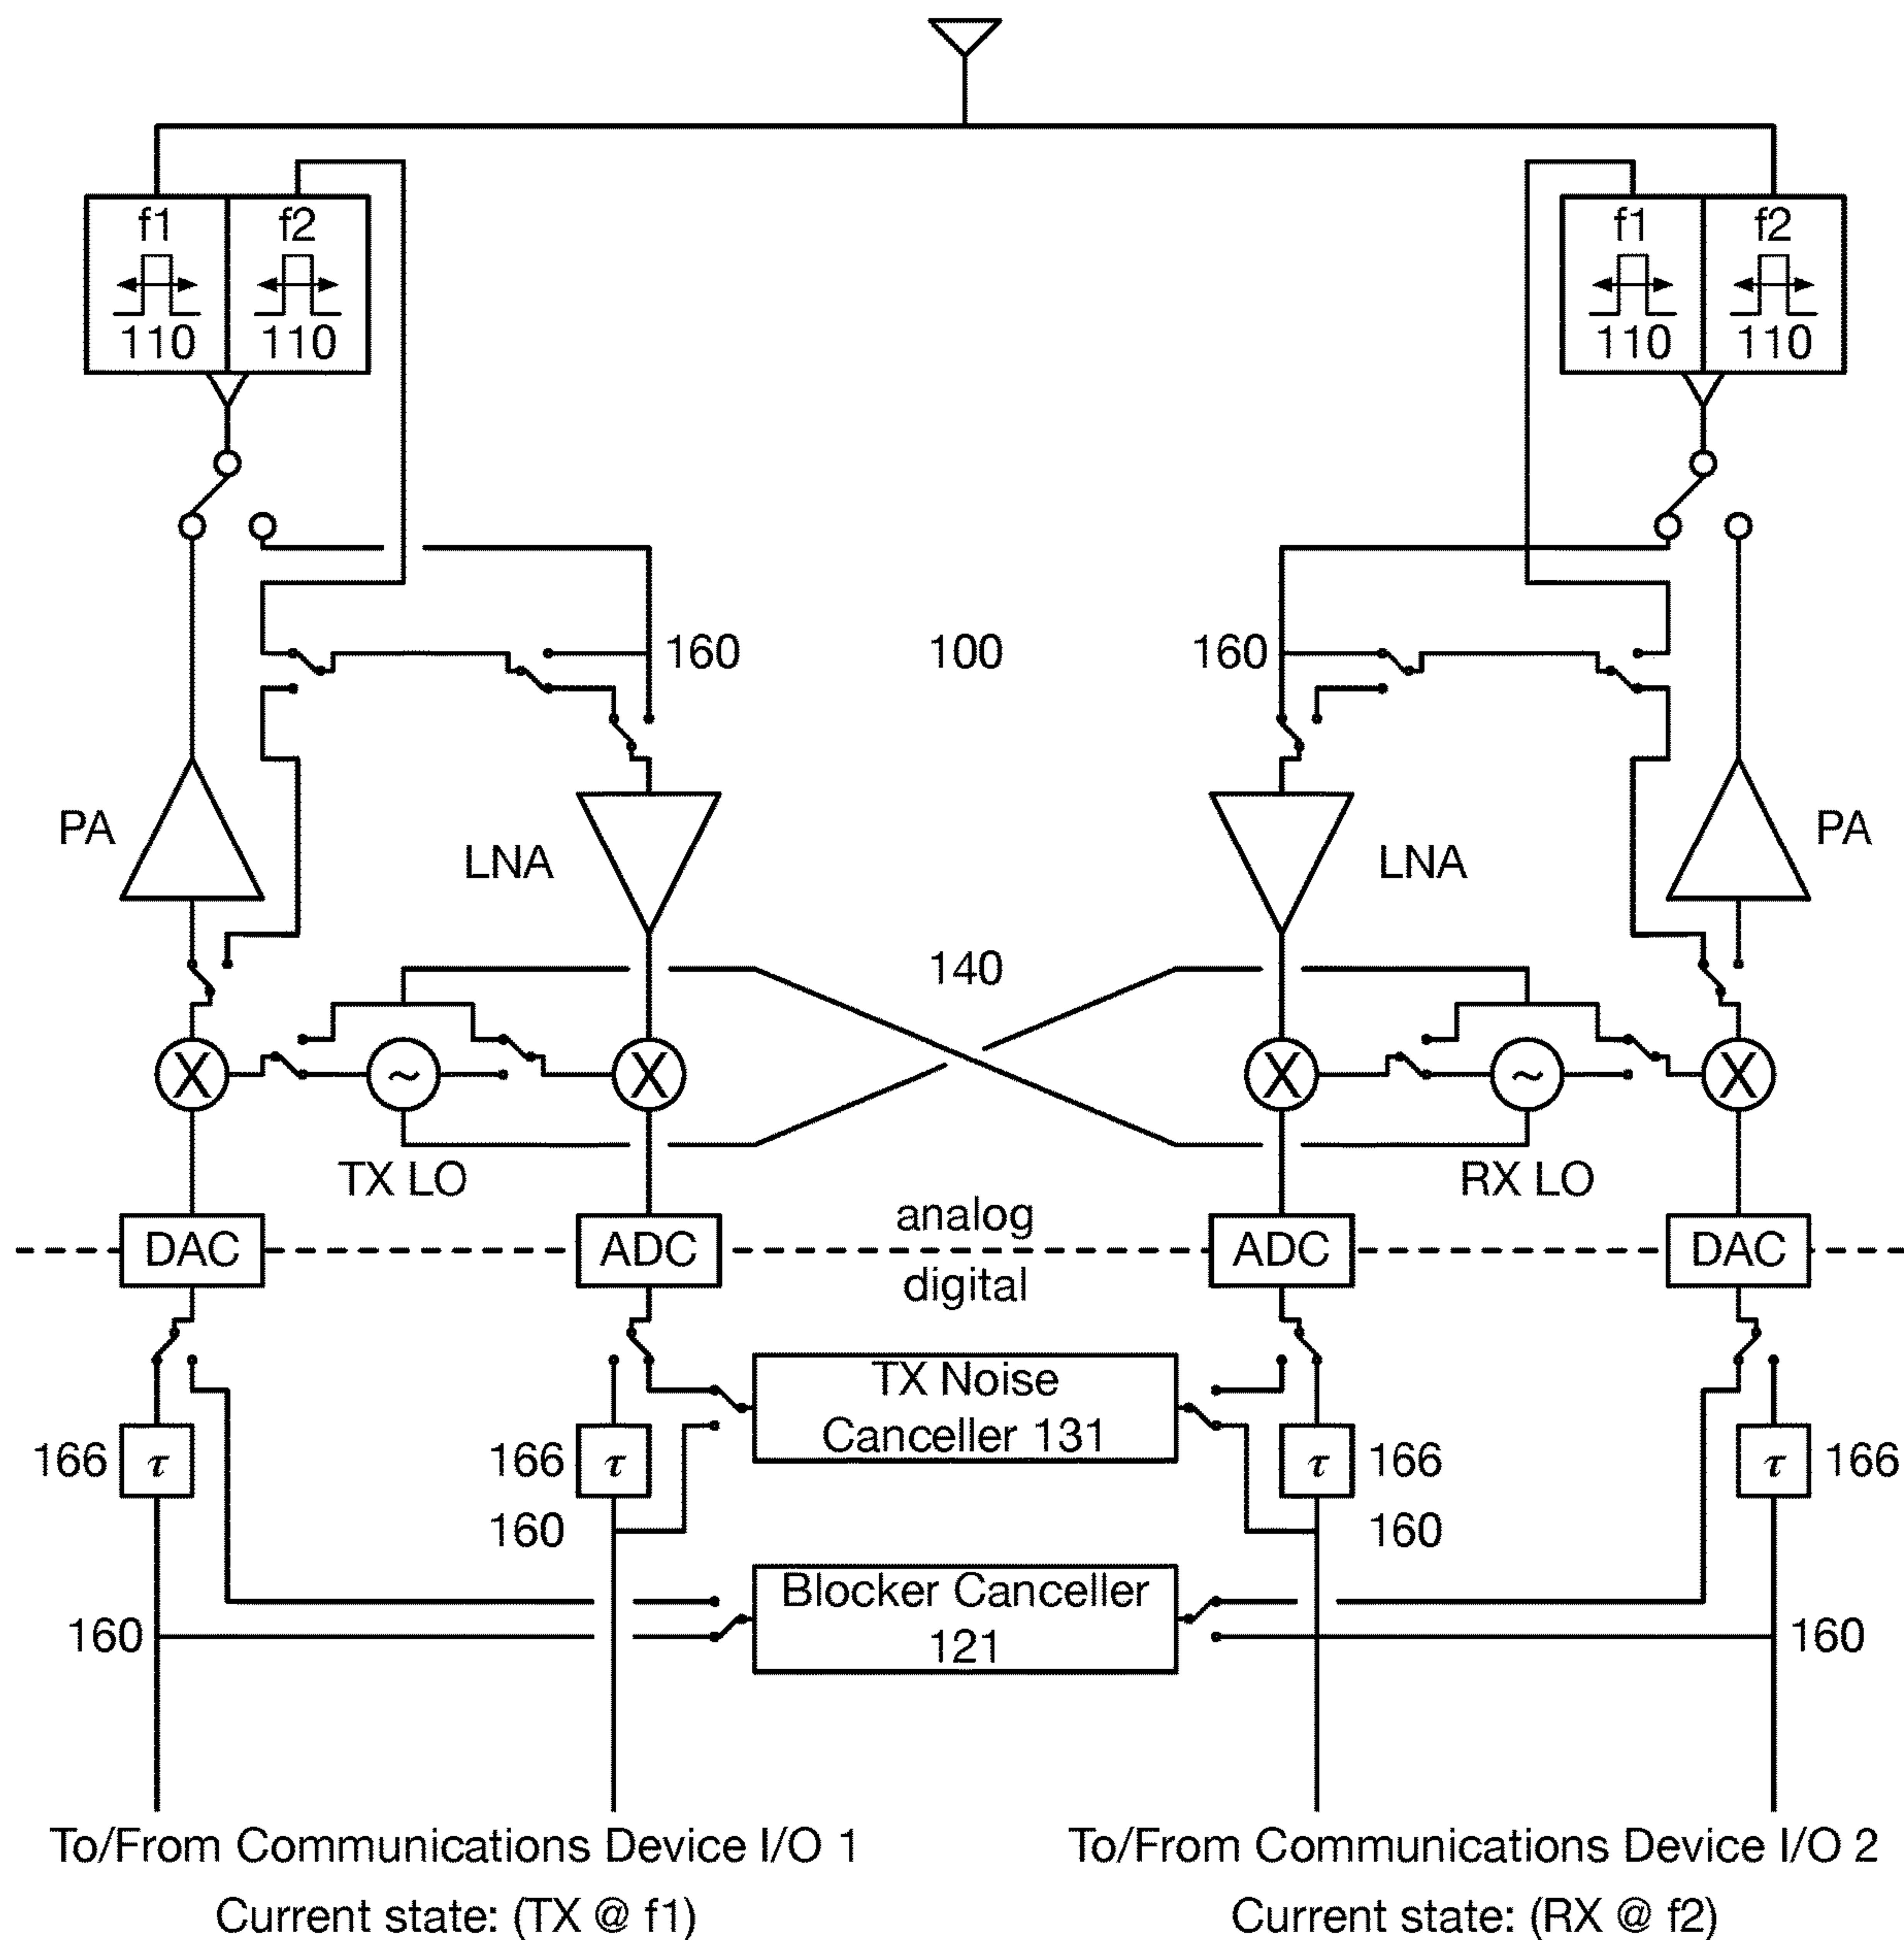 f1
f2
f1
f2
110
110
110
110
160
100
160
PA
LNA
LNA
PA
140
X
~
X
X
~
X
TX LO
RX LO
analog
DAC
ADC
ADC
DAC
digital
TX Noise
Canceller 131
166
τ
166
τ
τ
166
τ
166
160
160
Blocker Canceller
121
160
160
To/From Communications Device I/O 1
To/From Communications Device I/O 2
Current state: (TX @ f1)
Current state: (RX @ f2)